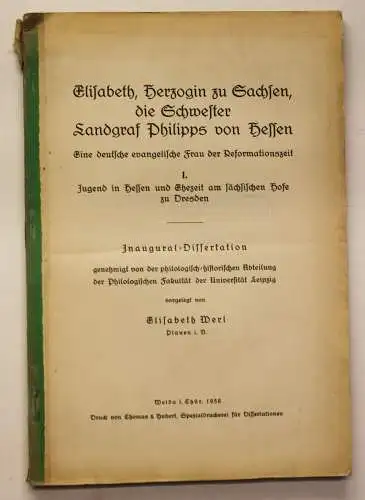 Elisabeth, Herzogin zu Sachsen,
die Schwester
Landgraf Philipps von Hessen
Eine deutsche evangelische Frau der Reformationszeit
I.
Jugend in Hessen und Ehezeit am sächsischen Hofe
zu Dresden
Inaugural-Dissertation
genehmigt von der philologisch-historischen Abteilung
der Philologischen Fakultät der Universität Leipzig
vorgelegt von
Elisabeth Werl
Plauen i. V.
Weida i. Thür. 1938
Druck von Thomas & Hubert, Spezialdruckerei für Dissertationen